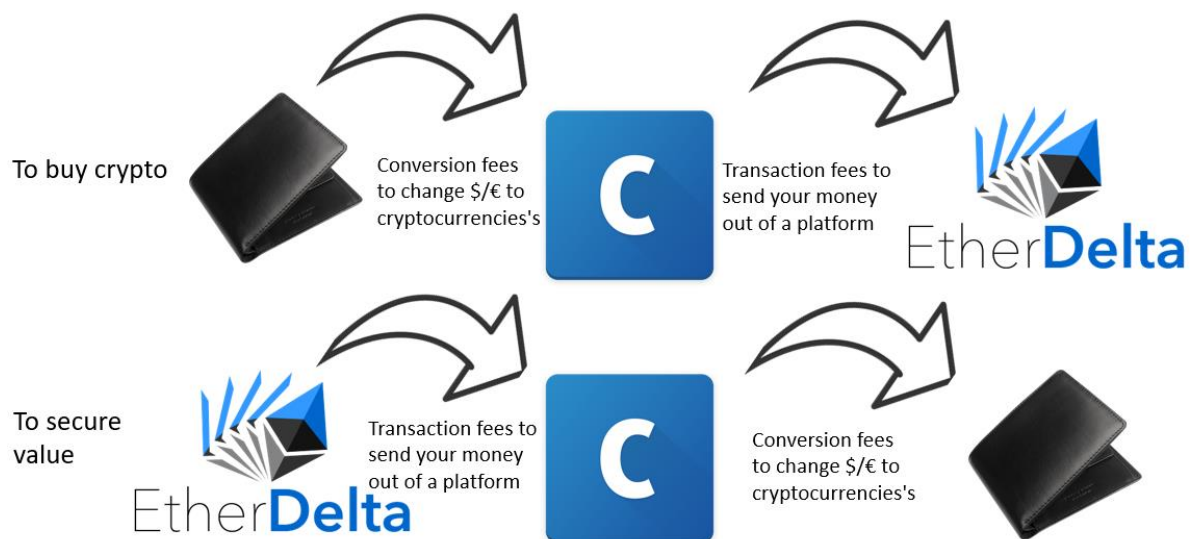 To buy crypto
Conversion fees
to change $/€ to
cryptocurrencies's
C
Transaction fees to
send your money
out of a platform
EtherDelta
To secure
value
EtherDelta
Transaction fees to
send your money
out of a platform
C
Conversion fees
to change $/€ to
cryptocurrencies's